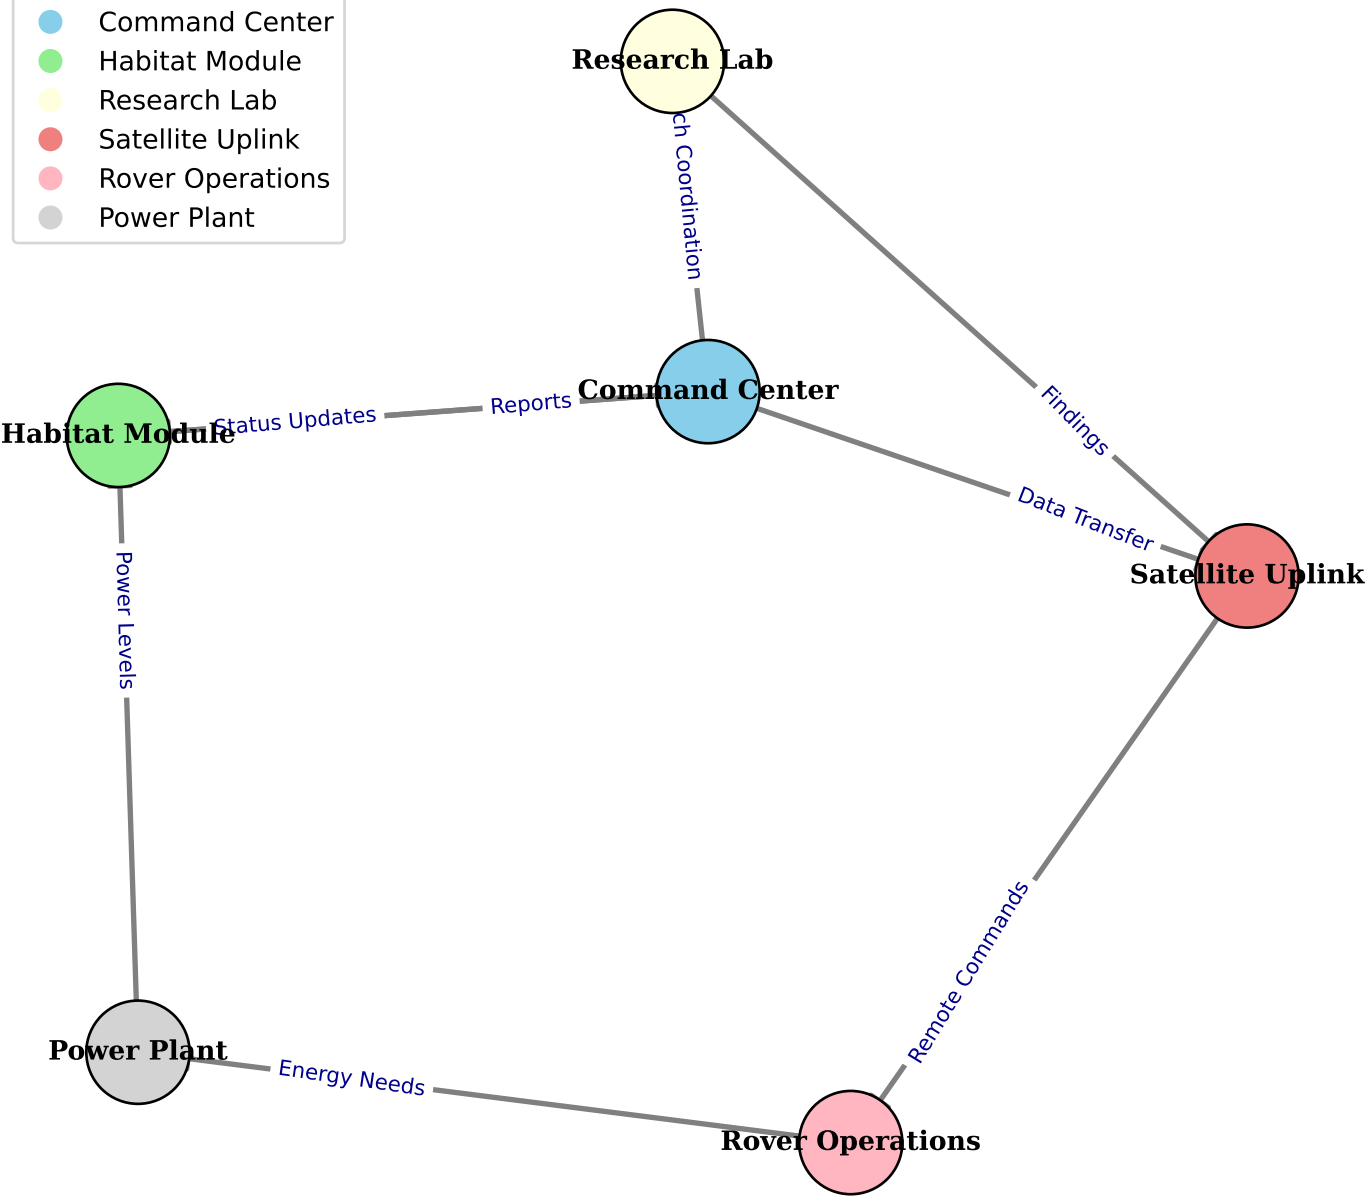 Command Center
Habitat Module
Research Lab
Satellite Uplink
Rover Operations
Power Plant
Research Lab
ch Coordination
Command Center
Findings
Reports
Status Updates
Habitat Module
Data Transfer
Satellite Uplink
Power Levels
Remote Commands
Power Plant
Energy Needs
Rover Operations